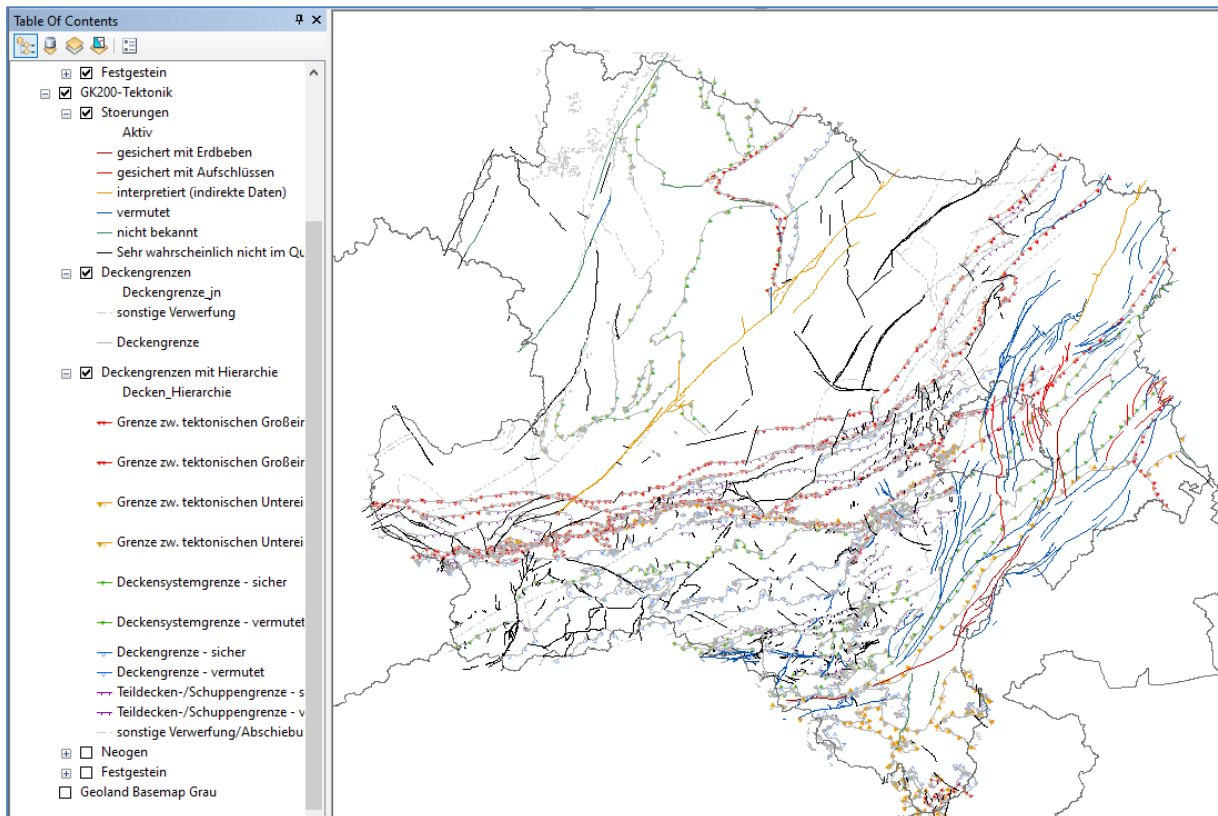 Table Of Contents
Festgestein
GK200-Tektonik
Stoerungen
Aktiv
gesichert mit Erdbeben
gesichert mit Aufschlüssen
interpretiert (indirekte Daten)
vermutet
nicht bekannt
Sehr wahrscheinlich nicht im Qu
Deckengrenzen
Deckengrenze_jn
sonstige Verwerfung
Deckengrenze
Deckengrenzen mit Hierarchie
Decken_Hierarchie
Grenze zw. tektonischen Großeir
Grenze zw. tektonischen Großeir
Grenze zw. tektonischen Unterei
Grenze zw. tektonischen Unterei
Deckensystemgrenze - sicher
Deckensystemgrenze - vermutet
Deckengrenze - sicher
Deckengrenze - vermutet
Teildecken-/Schuppengrenze - s
Teildecken-/Schuppengrenze - v
sonstige Verwerfung/Abschiebu
Neogen
Festgestein
Geoland Basemap Grau